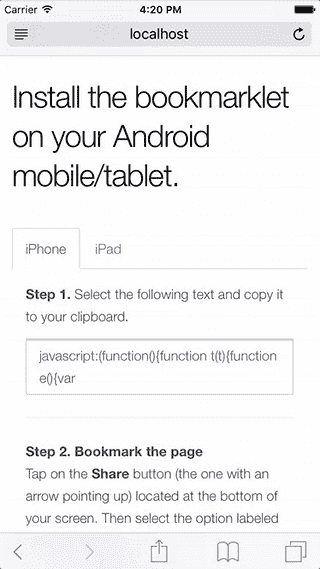 Carrier 4:20 PM
localhost
Install the bookmarklet
on your Android
mobile/tablet.
iPhone iPad
Step 1. Select the following text and copy it
to your clipboard.
javascript:(function(){function t(t){function
e(){var
Step 2. Bookmark the page
Tap on the Share button (the one with an
arrow pointing up) located at the bottom of
your screen. Then select the option labeled